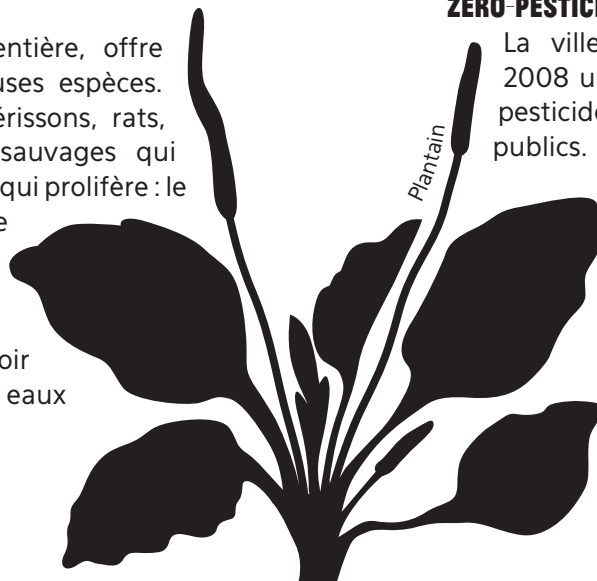 entière, offre
uses espèces.
érissons, rats,
sauvages qui
qui prolifère : le
oir
eaux
Plantain
ZÉRO-PESTICI
La ville
2008 u
pesticide
publics.